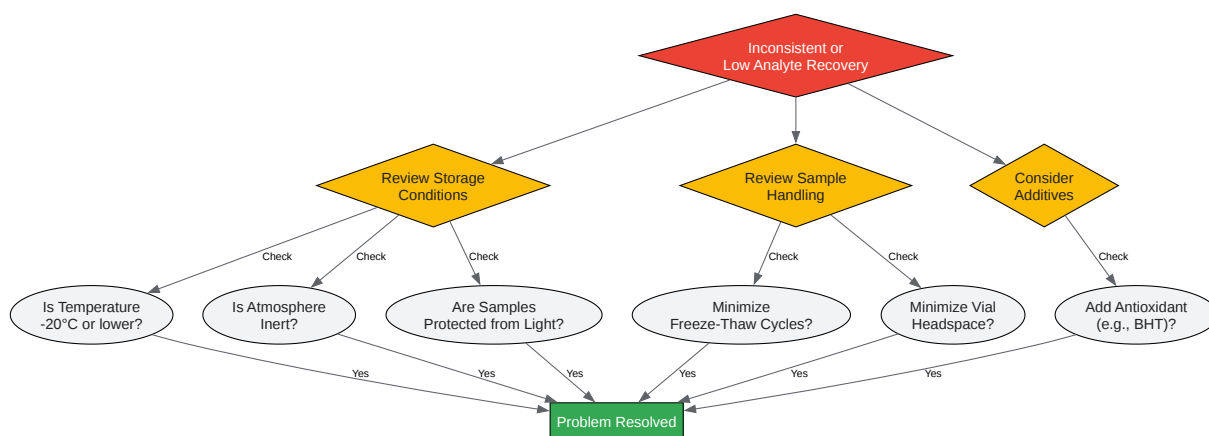 Inconsistent or
Low Analyte Recovery
Review Storage
Conditions
Review Sample
Handling
Consider
Additives
Check
Check
Check
Check
Check
Check
Is Temperature
-20°C or lower?
Is Atmosphere
Inert?
Are Samples
Protected from Light?
Minimize
Freeze-Thaw Cycles?
Minimize Vial
Headspace?
Add Antioxidant
(e.g., BHT)?
Yes
Yes
Yes
Yes
Yes
Yes
Problem Resolved